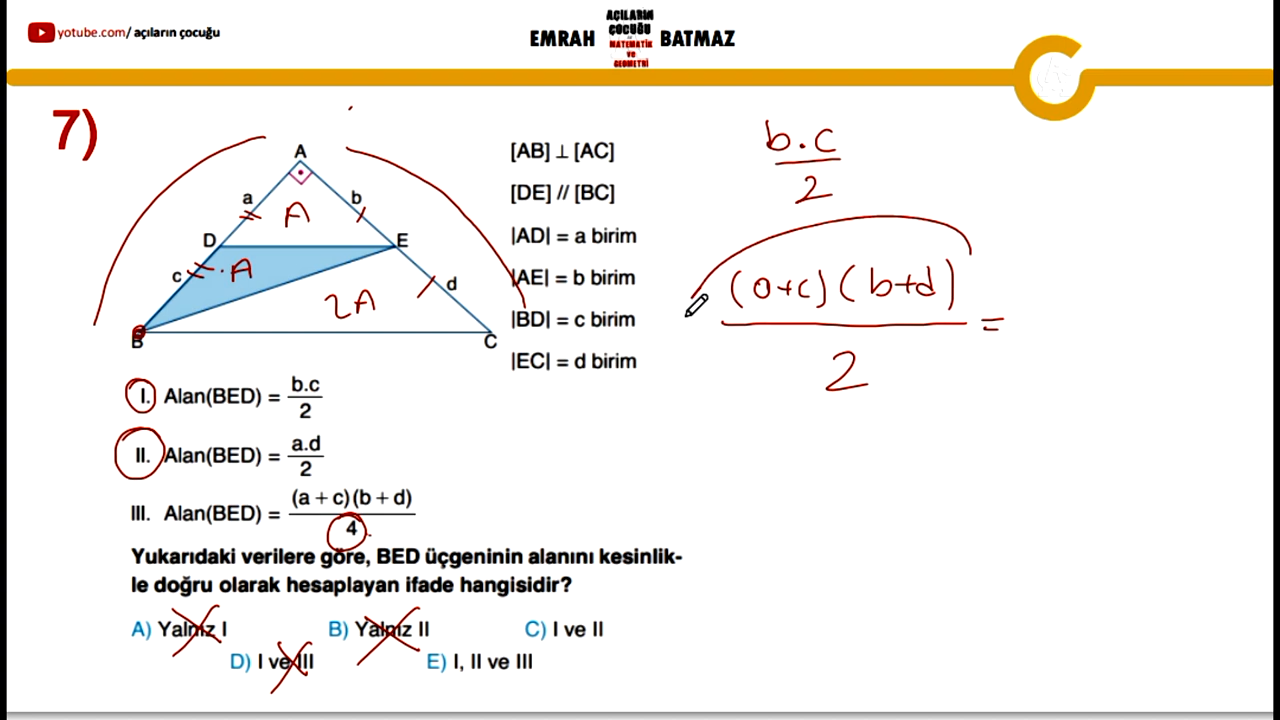 yotube.com/ açıların çocuğu
EMRAH
AÇILARIN
ÇOCUĞU
MATEMATİK
ve
GEOMETRİ
BATMAZ
7)
A
a
b
A
D
E
c
A
d
2A
B
C
[AB] ⊥ [AC]
[DE] // [BC]
|AD| = a birim
|AE| = b birim
|BD| = c birim
|EC| = d birim
b.c
2
(a+c)(b+d) =
2
I. Alan(BED) = b.c
2
II. Alan(BED) = a.d
2
III. Alan(BED) = (a + c)(b + d)
4
Yukarıdaki verilere göre, BED üçgeninin alanını kesinlik-
le doğru olarak hesaplayan ifade hangisidir?
A) Yalnız I B) Yalnız II C) I ve II
D) I ve III E) I, II ve III